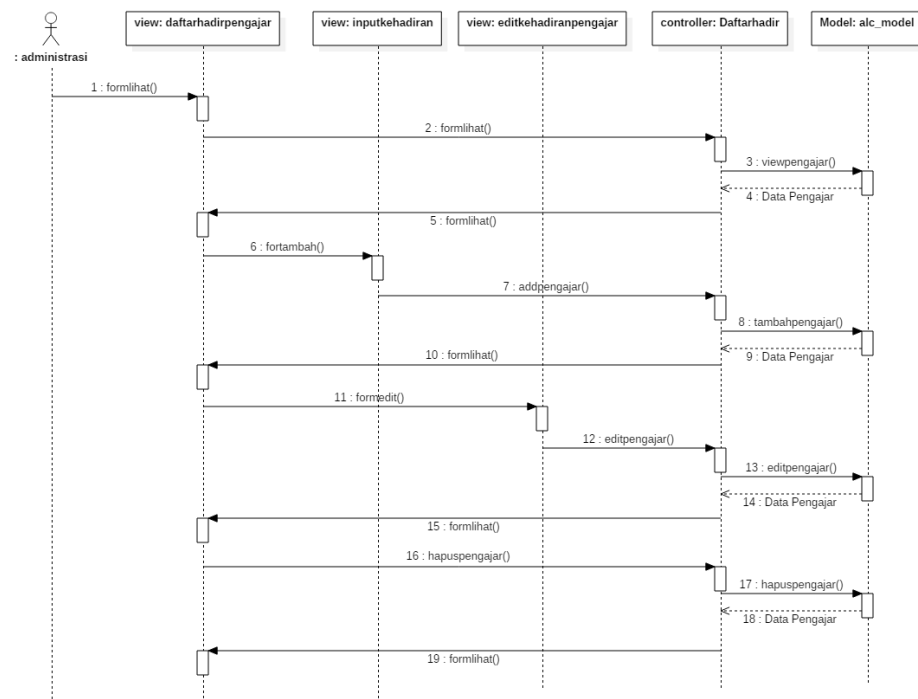 view: daftarhadirpengajar
view: inputkehadiran
view: editkehadiranpengajar
controller: Daftarhadir
Model: alc_model
: administrasi
1 : formlihat()
2 : formlihat()
3 : viewpengajar()
4 : Data Pengajar
5 : formlihat()
6 : fortambah()
7 : addpengajar()
8 : tambahpengajar()
9 : Data Pengajar
10 : formlihat()
11 : formedit()
12 : editpengajar()
13 : editpengajar()
14 : Data Pengajar
15 : formlihat()
16 : hapuspengajar()
17 : hapuspengajar()
18 : Data Pengajar
19 : formlihat()